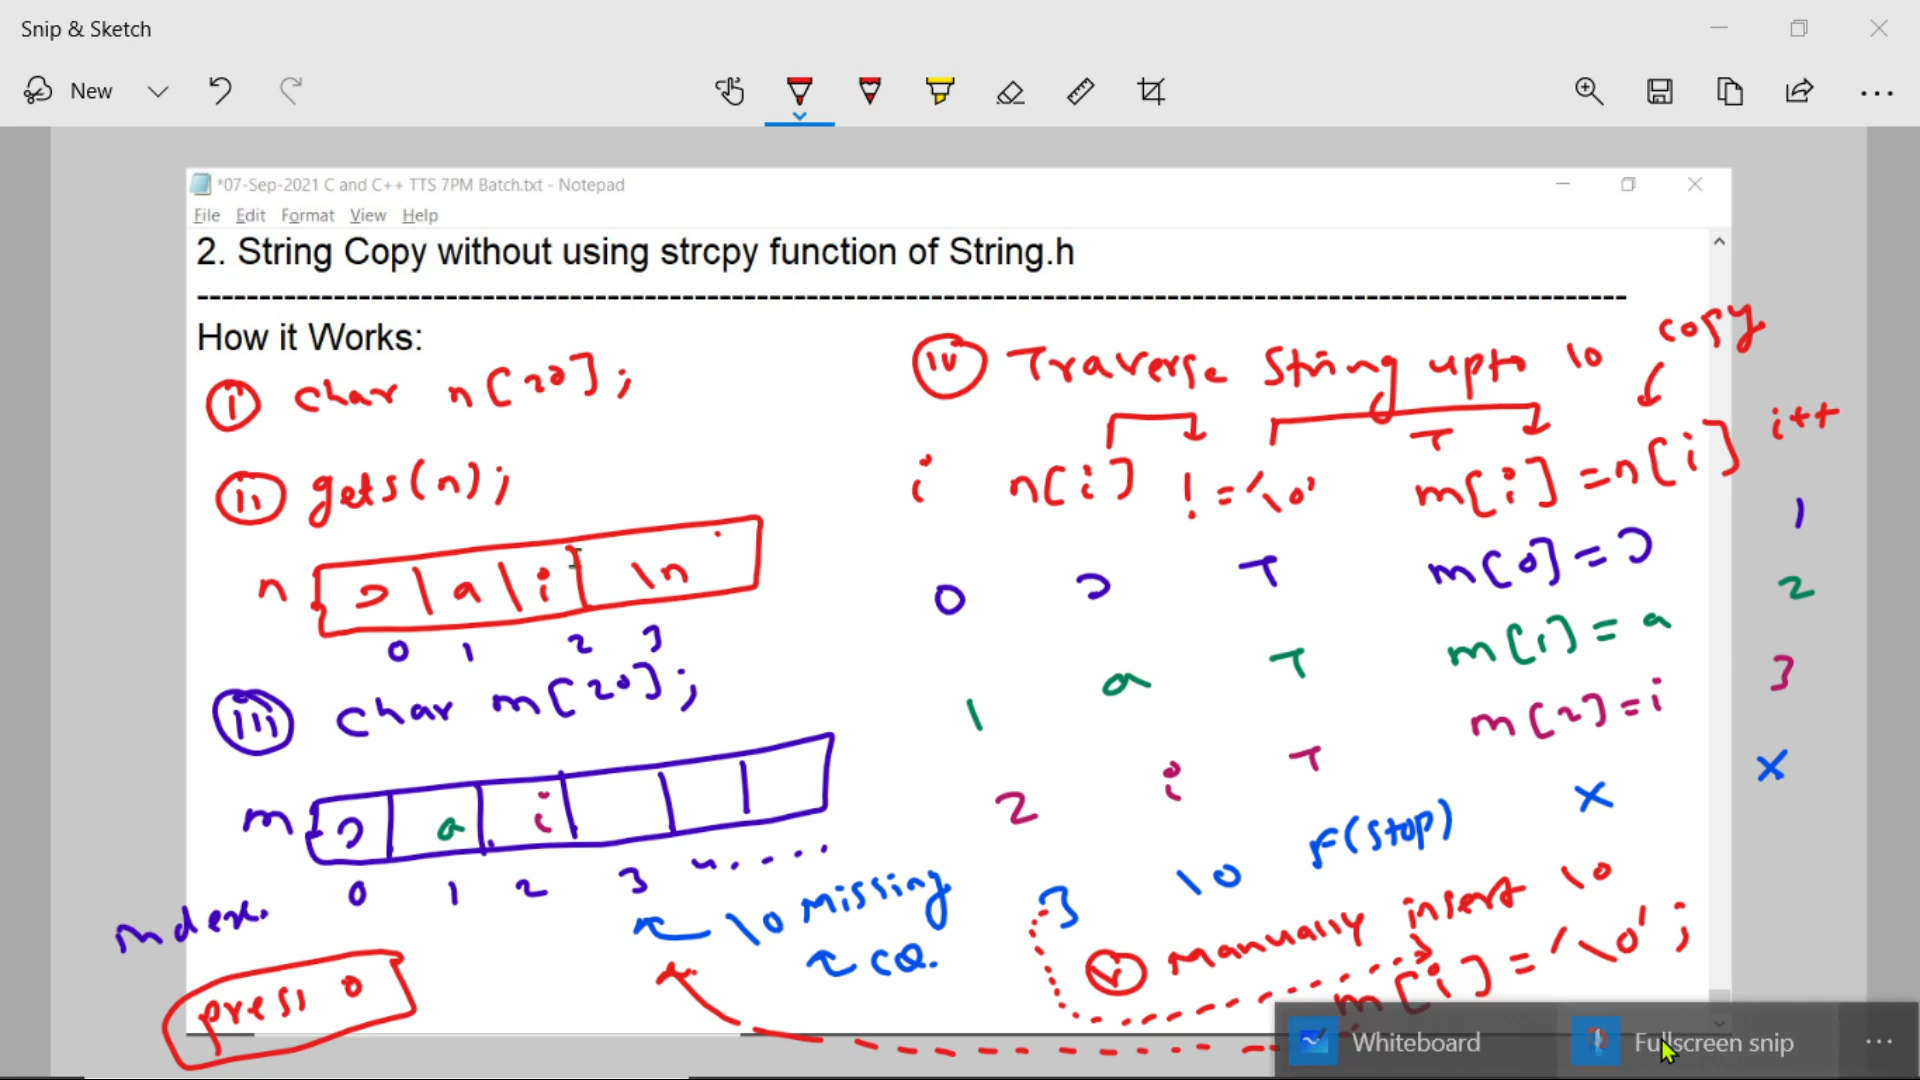 Snip & Sketch
New
*07-Sep-2021 C and C++ TTS 7PM Batch.txt - Notepad
File Edit Format View Help
2. String Copy without using strcpy function of String.h
--------------------------------------------------------------------------------
How it Works:
i char n[20];
ii gets(n);
n a i \n
0 1 2 3
iii char m[20];
m a i
0 1 2 3 4.....
index.
\0 missing
press 0
iv Traverse String upto \0
copy
i n[i] != '\0' m[i]=n[i] i++
0 T m[0]= 1
1 a T m[1]= a 2
2 i T m[2]=i 3
3 \0 F(stop) x x
v manually insert \0
m[i]='\0';
Whiteboard
Fullscreen snip